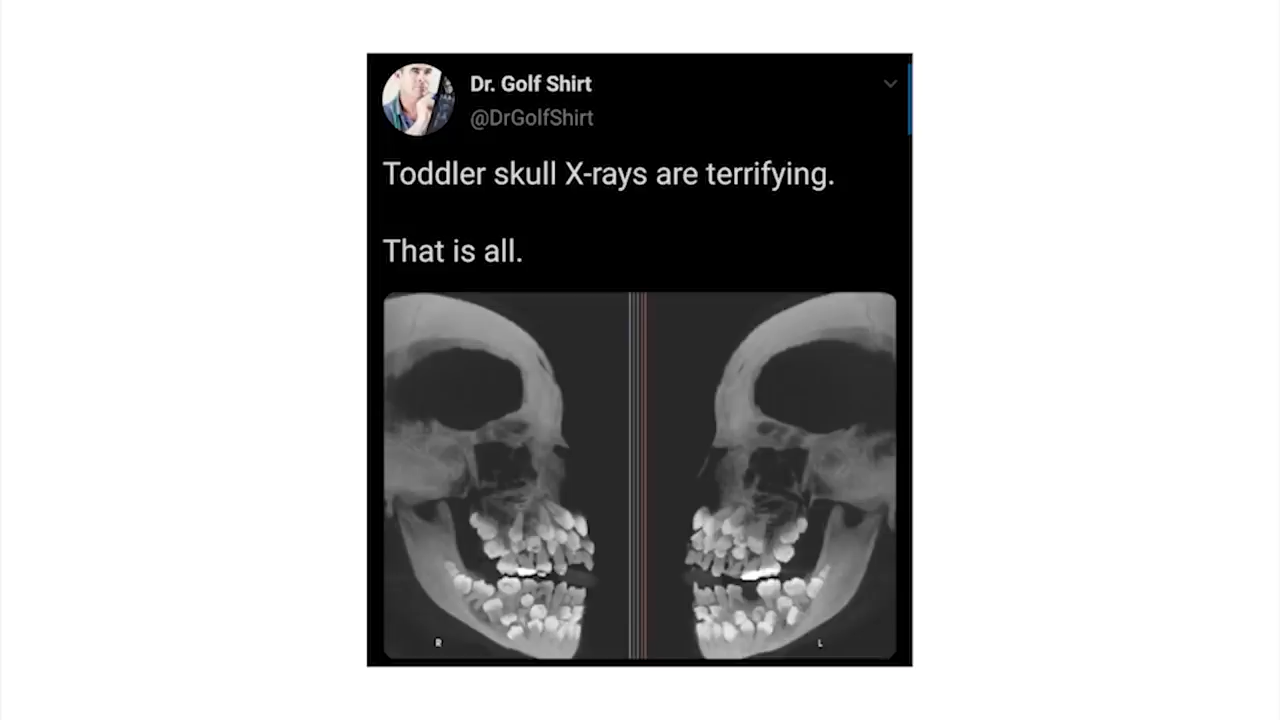 Dr. Golf Shirt
@DrGolfShirt
Toddler skull X-rays are terrifying.
That is all.
R
L